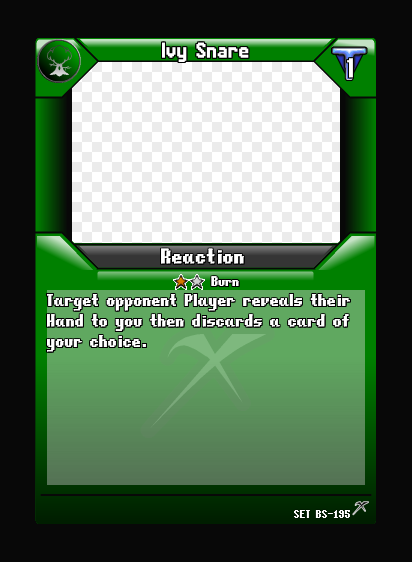 Ivy Snare
1
Reaction
Burn
Target opponent Player reveals their
Hand to you then discards a card of
your choice.
SET BS-195